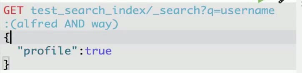 GET test_search_index/_search?q=username
:(alfred AND way)
{
  "profile":true
}